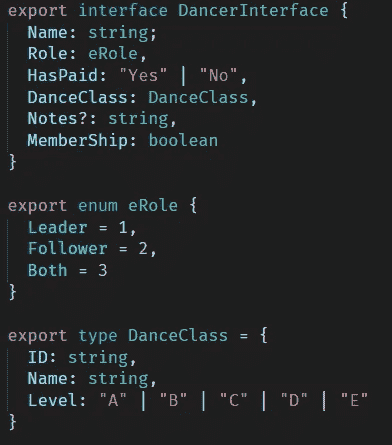 export interface DancerInterface {
Name: string;
Role: eRole,
HasPaid: "Yes" | "No",
DanceClass: DanceClass,
Notes?: string,
MemberShip: boolean
}
export enum eRole {
Leader = 1,
Follower = 2,
Both = 3
}
export type DanceClass = {
ID: string,
Name: string,
Level: "A" | "B" | "C" | "D" | "E"
}